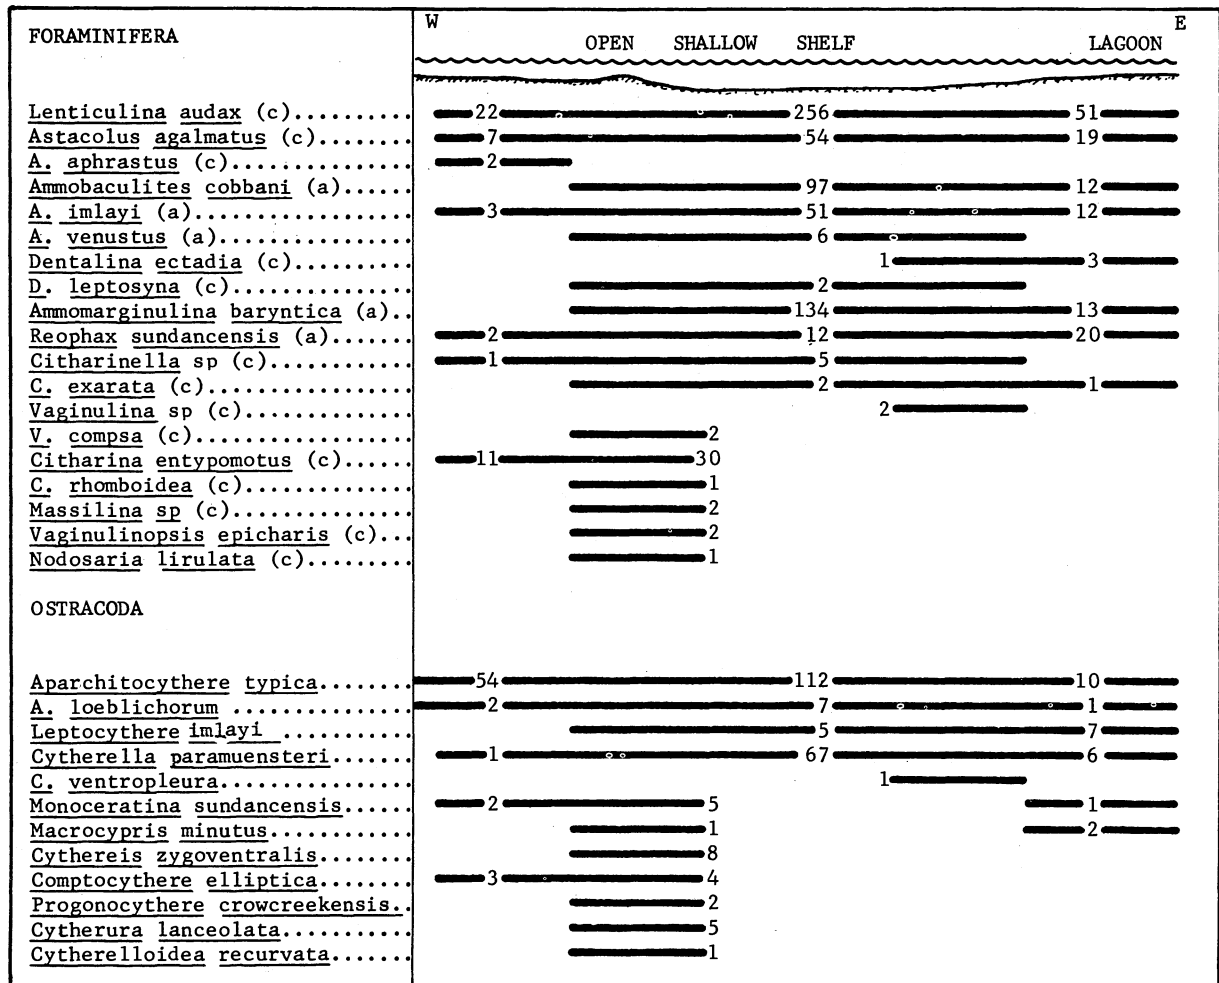 W E
FORAMINIFERA OPEN SHALLOW SHELF LAGOON
Lenticulina audax (c).......... 22 256 51
Astacolus agalmatus (c)........ 7 54 19
A. aphrastus (c)............... 2
Ammobaculites cobbani (a)...... 97 12
A. imlayi (a).................. 3 51 12
A. venustus (a)................ 6
Dentalina ectadia (c).......... 1 3
D. leptosyna (c)............... 2
Ammomarginulina baryntica (a).. 134 13
Reophax sundancensis (a)....... 2 12 20
Citharinella sp (c)............ 1 5
C. exarata (c)................. 2 1
Vaginulina sp (c).............. 2
V. compsa (c).................. 2
Citharina entypomotus (c)...... 11 30
C. rhomboidea (c).............. 1
Massilina sp (c)............... 2
Vaginulinopsis epicharis (c)... 2
Nodosaria lirulata (c)......... 1
OSTRACODA
Aparchitocythere typica........ 54 112 10
A. loeblichorum ............... 2 7 1
Leptocythere imlayi ........... 5 7
Cytherella paramuensteri....... 1 67 6
C. ventropleura................ 1
Monoceratina sundancensis...... 2 5 1
Macrocypris minutus............ 1 2
Cythereis zygoventralis........ 8
Comptocythere elliptica........ 3 4
Progonocythere crowcreekensis.. 2
Cytherura lanceolata........... 5
Cytherelloidea recurvata....... 1